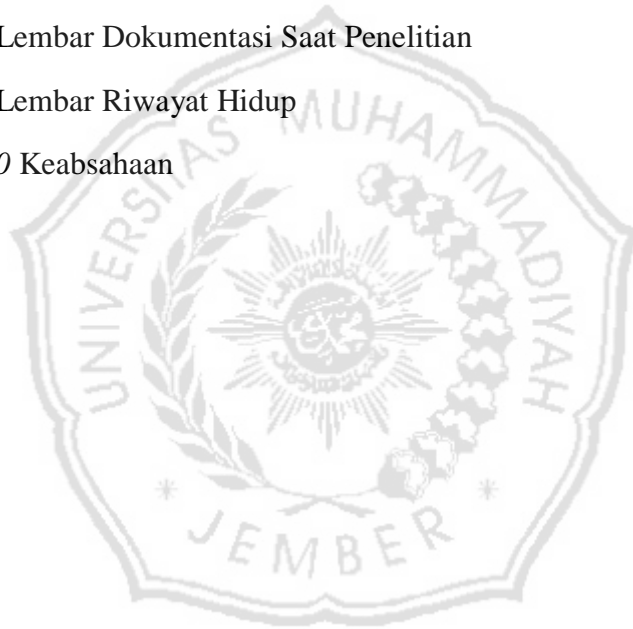 Lembar Dokumentasi Saat Penelitian
Lembar Riwayat Hidup
0 Keabsahaan
UNIVERSITAS MUHAMMADIYAH
JEMBER